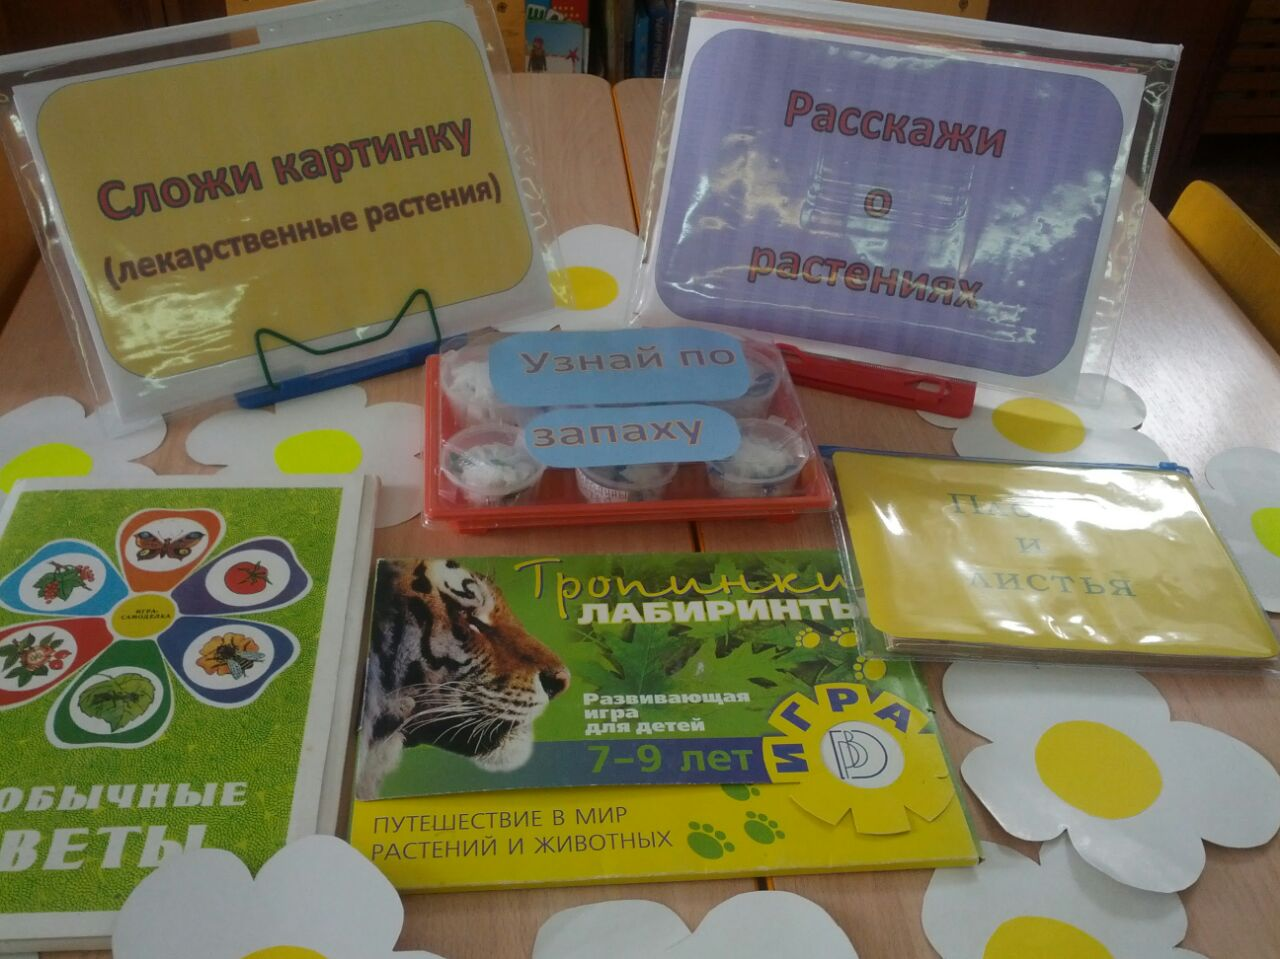 Сложи картинку
(лекарственные растения)
Расскажи
о
растениях
Узнай по
запаху
и
листья
ИГРА-
САМОДЕЛКА
Тропинки
ЛАБИРИНТЫ
Развивающая
игра
для детей
7–9 лет
ИГРА
ПУТЕШЕСТВИЕ В МИР
РАСТЕНИЙ И ЖИВОТНЫХ
ОБЫЧНЫЕ
ВЕТЫ